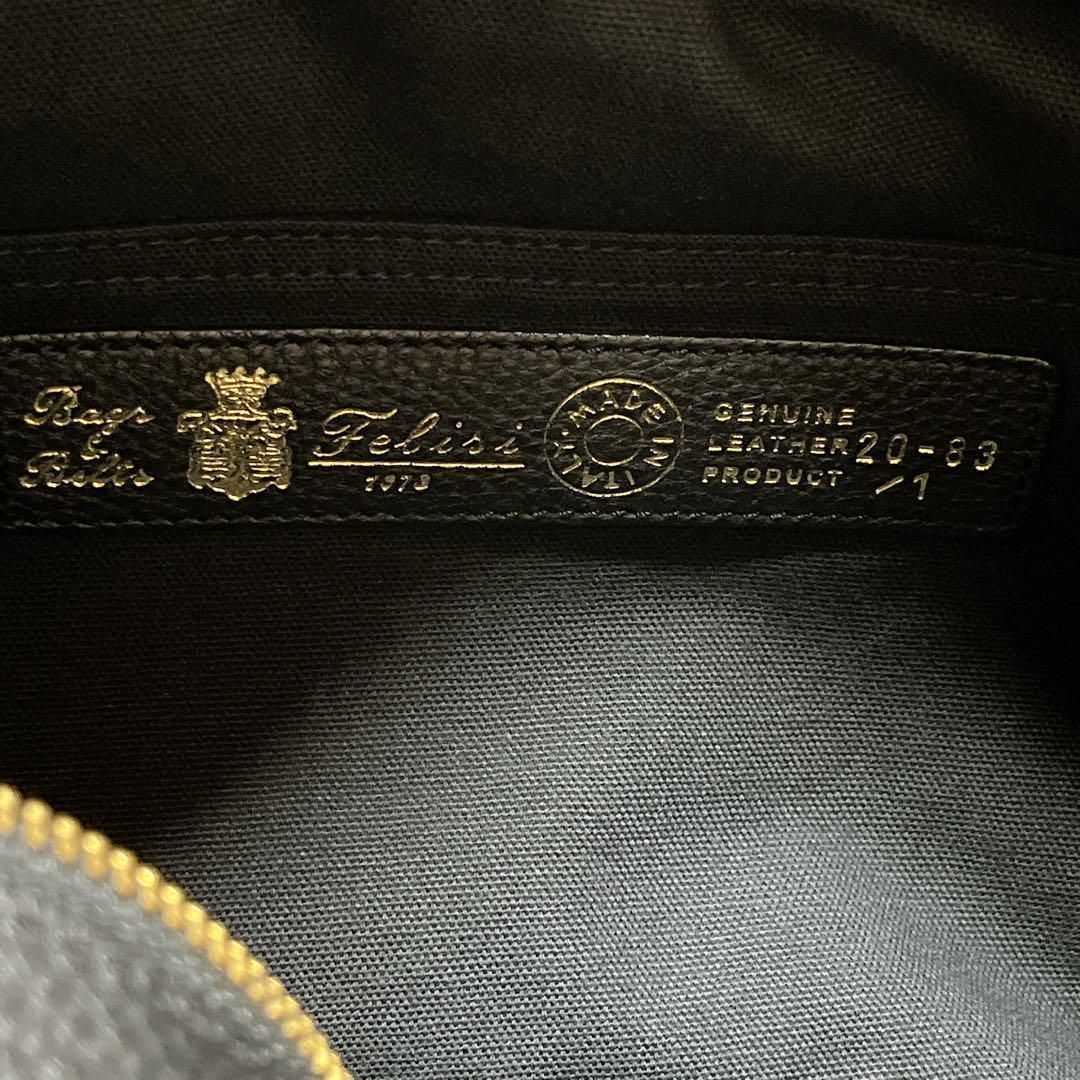 Bags
&
Belts
Felisi
1973
MADE IN ITALY
GENUINE
LEATHER 20-83
PRODUCT /1